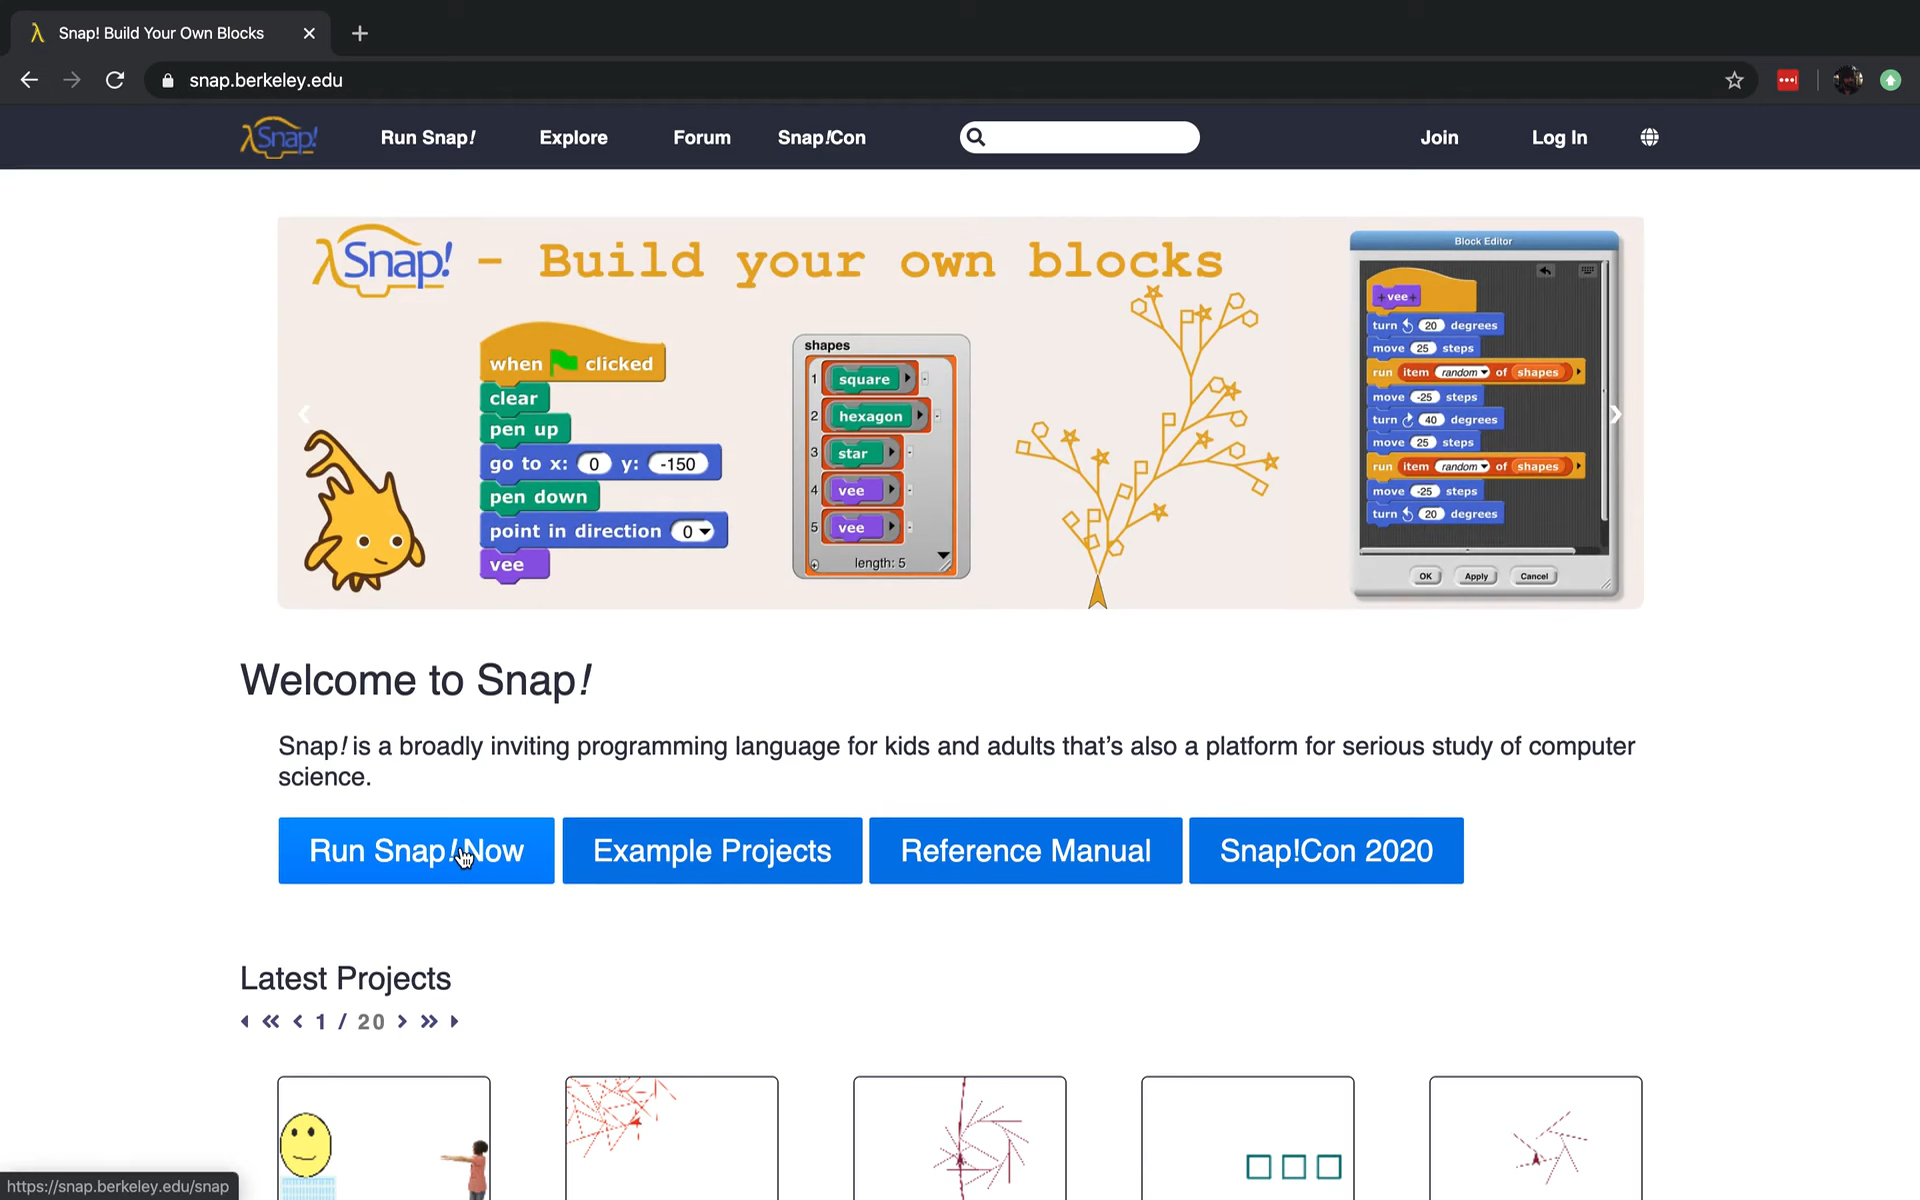 Snap! Build Your Own Blocks
snap.berkeley.edu
λSnap! Run Snap! Explore Forum Snap!Con Join Log In
λSnap! - Build your own blocks
when clicked
clear
pen up
go to x: 0 y: -150
pen down
point in direction 0
vee
shapes
1 square
2 hexagon
3 star
4 vee
5 vee
length: 5
Block Editor
+vee+
turn 20 degrees
move 25 steps
run item random of shapes
move -25 steps
turn 40 degrees
move 25 steps
run item random of shapes
move -25 steps
turn 20 degrees
OK Apply Cancel
Welcome to Snap!
Snap! is a broadly inviting programming language for kids and adults that’s also a platform for serious study of computer
science.
Run Snap! Now Example Projects Reference Manual Snap!Con 2020
Latest Projects
1 / 20
https://snap.berkeley.edu/snap